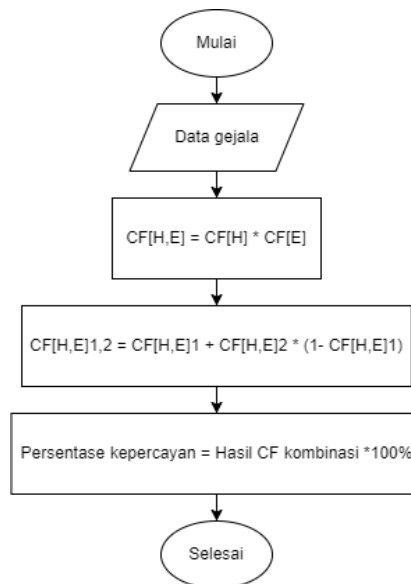 Mulai
Data gejala
CF[H,E] = CF[H] * CF[E]
CF[H,E]1,2 = CF[H,E]1 + CF[H,E]2 * (1- CF[H,E]1)
Persentase kepercayan = Hasil CF kombinasi *100%
Selesai